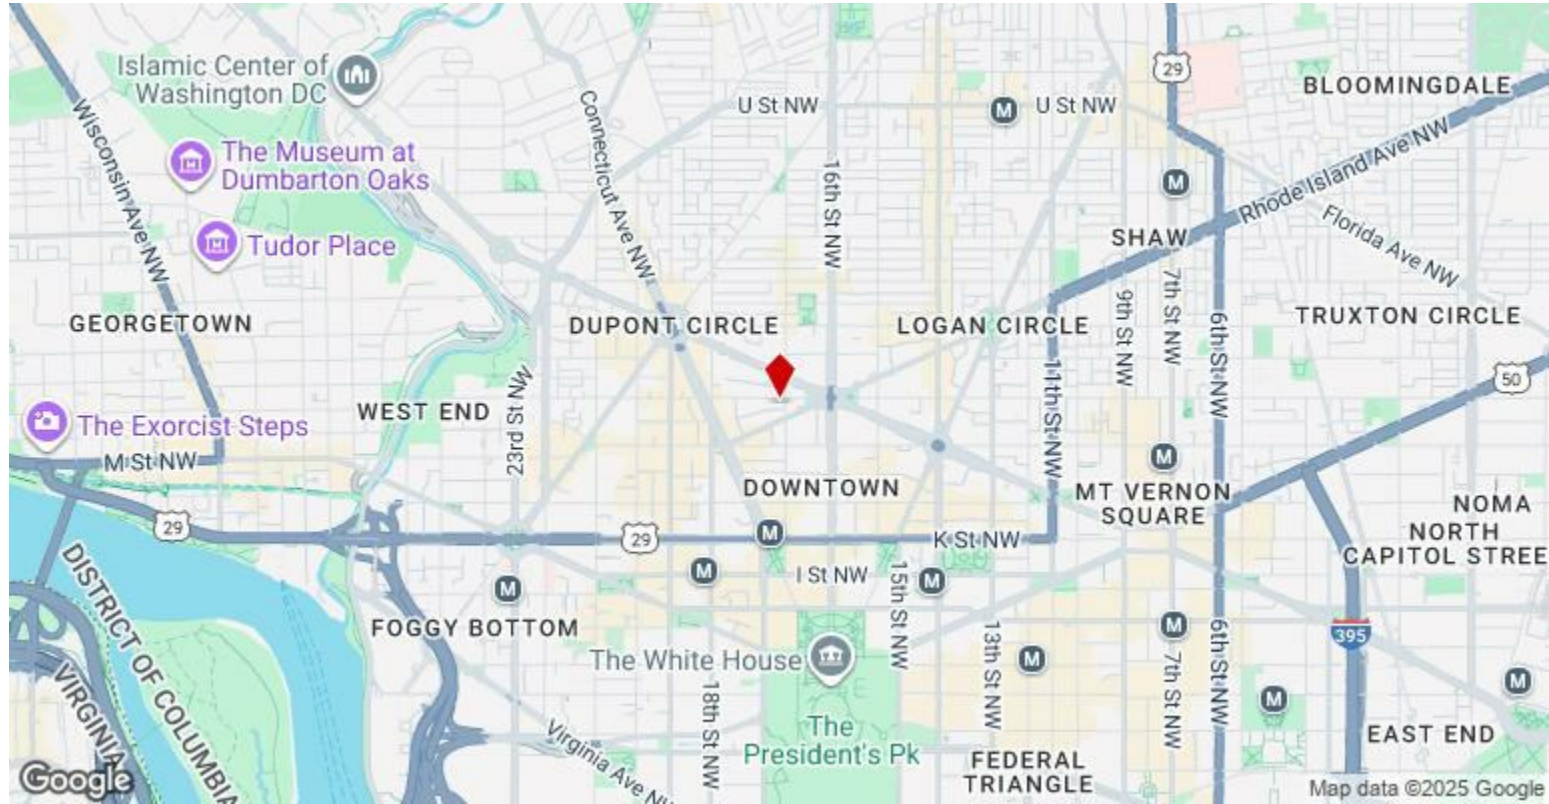 Islamic Center of
Washington DC
The Museum at
Dumbarton Oaks
Tudor Place
Wisconsin Ave NW
Connecticut Ave NW
U St NW
M
U St NW
29
BLOOMINGDALE
16th St NW
M
Rhode Island Ave NW
Florida Ave NW
SHAW
GEORGETOWN
DUPONT CIRCLE
LOGAN CIRCLE
9th St NW
7th St NW
6th St NW
TRUXTON CIRCLE
The Exorcist Steps
WEST END
23rd St NW
11th St NW
50
M St NW
M
DOWNTOWN
MT VERNON
SQUARE
NOMA
NORTH
CAPITOL STREE
29
29
M
K St NW
M
M
I St NW
15th St NW
M
DISTRICT OF COLUMBIA
VIRGINIA
FOGGY BOTTOM
The White House
13th St NW
M
M
6th St NW
395
18th St NW
7th St NW
M
M
Virginia Ave NW
The
President's Pk
FEDERAL
TRIANGLE
EAST END
Google
Map data ©2025 Google